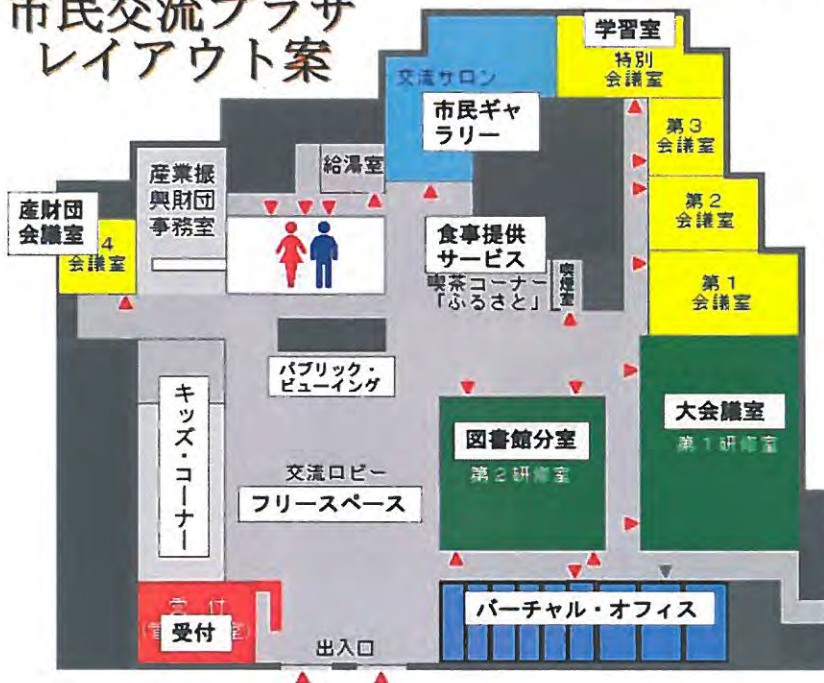 市民交流プラザ
レイアウト案
学習室
特別
会議室
交流サロン
市民ギャ
ラリー
第3
会議室
給湯室
産業振
興財団
事務室
産財団
会議室
4
会議室
第2
会議室
食事提供
サービス
喫茶コーナー
「ふるさと」
喫煙室
第1
会議室
パブリック・
ビューイング
キッズ・コーナー
大会議室
第1研修室
図書館分室
第2研修室
交流ロビー
フリースペース
受付
受付
バーチャル・オフィス
出入口